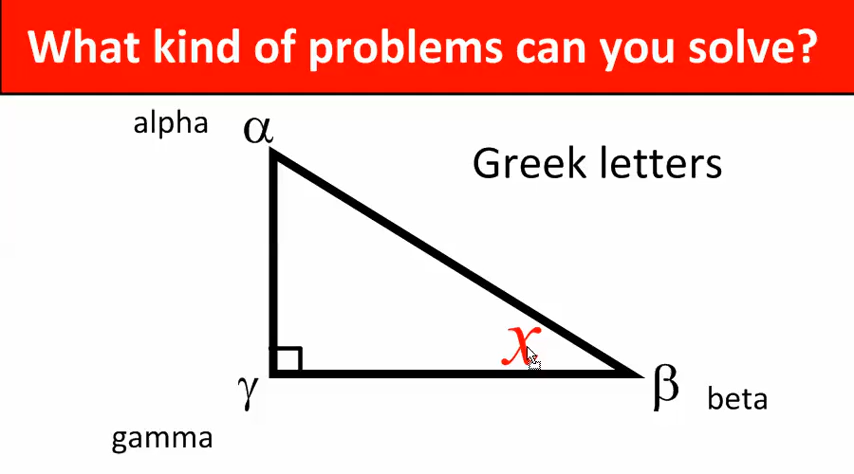 What kind of problems can you solve?
alpha α
Greek letters
x
γ β beta
gamma